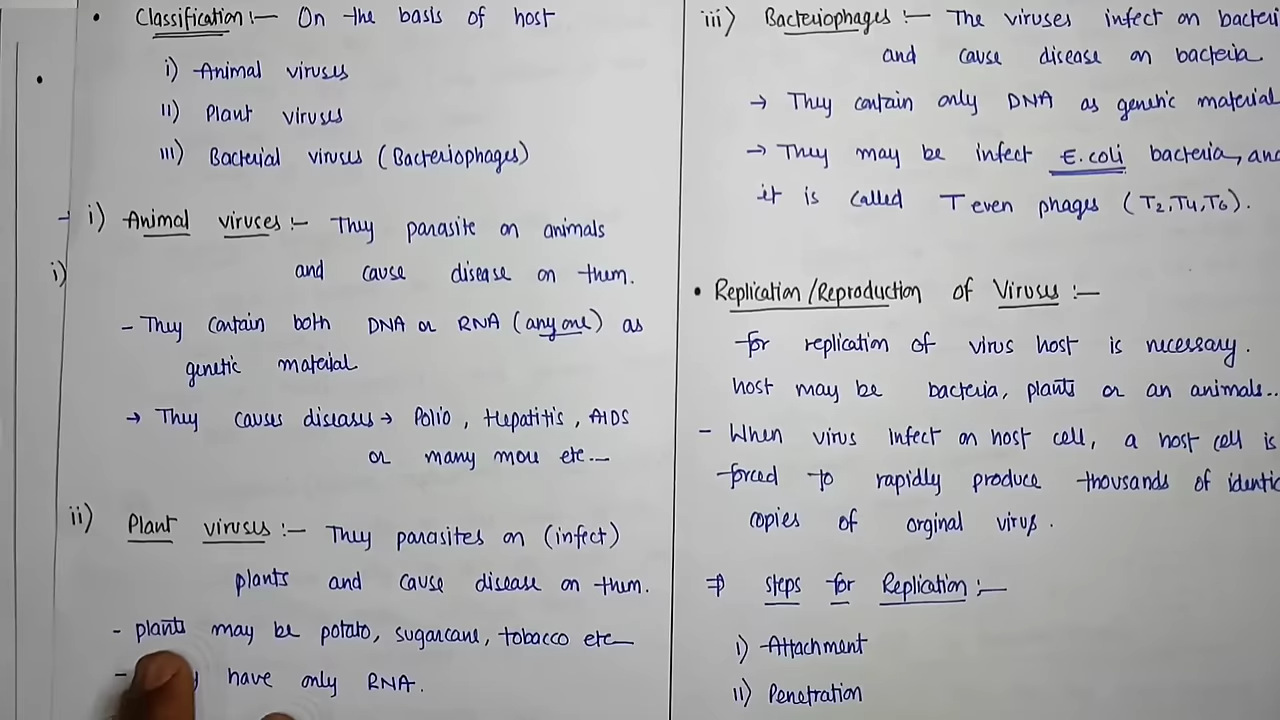 • Classification :— On the basis of host
i) Animal viruses
II) Plant viruses
III) Bacterial viruses (Bacteriophages)
i) Animal viruces :— They parasite on animals
and cause disease on them.
i)
- They contain both DNA or RNA (any one) as
genetic material
→ They causes diseases → Polio, Hepatitis, AIDS
or many more etc.—
ii) Plant viruses :— They parasites on (infect)
plants and cause disease on them.
- plants may be potato, sugarcane, tobacco etc—
- have only RNA.
iii) Bacteriophages :— The viruses infect on bacteri
and cause disease on bacteria.
→ They contain only DNA as genetic material
→ They may be infect E.coli bacteria, and
it is called T even phages (T2, T4, T6).
• Replication/Reproduction of Viruses :—
for replication of virus host is necessary.
host may be bacteria, plants or an animals..
- When virus infect on host cell, a host cell is
forced to rapidly produce thousands of identic
copies of orginal virus.
⇒ Steps for Replication :—
i) Attachment
II) Penetration